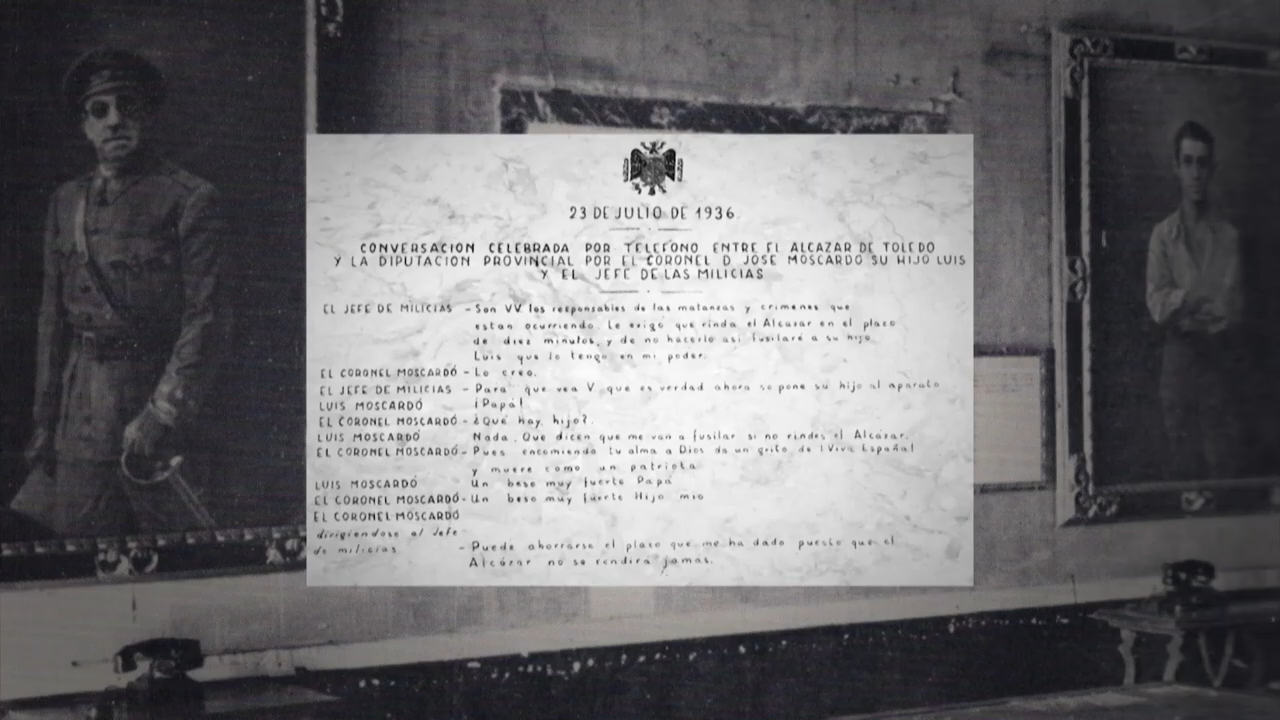 23 DE JULIO DE 1936.
CONVERSACION CELEBRADA POR TELEFONO ENTRE EL ALCAZAR DE TOLEDO
Y LA DIPUTACION PROVINCIAL POR EL CORONEL D JOSE MOSCARDO SU HIJO LUIS
Y EL JEFE DE LAS MILICIAS
EL JEFE DE MILICIAS - Son VV. los responsables de las matanzas y crimenes que
estan ocurriendo. Le exigo que rinda el Alcazar en el plazo
de diez minutos, y de no hacerlo asi fusilaré a su hijo
Luis que lo tengo en mi poder.
EL CORONEL MOSCARDÓ - Lo creo.
EL JEFE DE MILICIAS - Para que vea V. que es verdad ahora se pone su hijo al aparato
LUIS MOSCARDÓ ¡Papá!
EL CORONEL MOSCARDÓ - ¿Qué hay, hijo?.
LUIS MOSCARDÓ Nada. Que dicen que me van a fusilar si no rindes el Alcázar.
EL CORONEL MOSCARDÓ - Pues encomienda tu alma a Dios da un grito de ¡Viva España!
y muere como un patriota
LUIS MOSCARDÓ Un beso muy fuerte Papá
EL CORONEL MOSCARDÓ - Un beso muy fuerte Hijo mio
EL CORONEL MOSCARDÓ
dirigiendose al Jefe
de milicias - Puede ahorrarse el plazo que me ha dado puesto que el
Alcázar no se rendirá jamas.